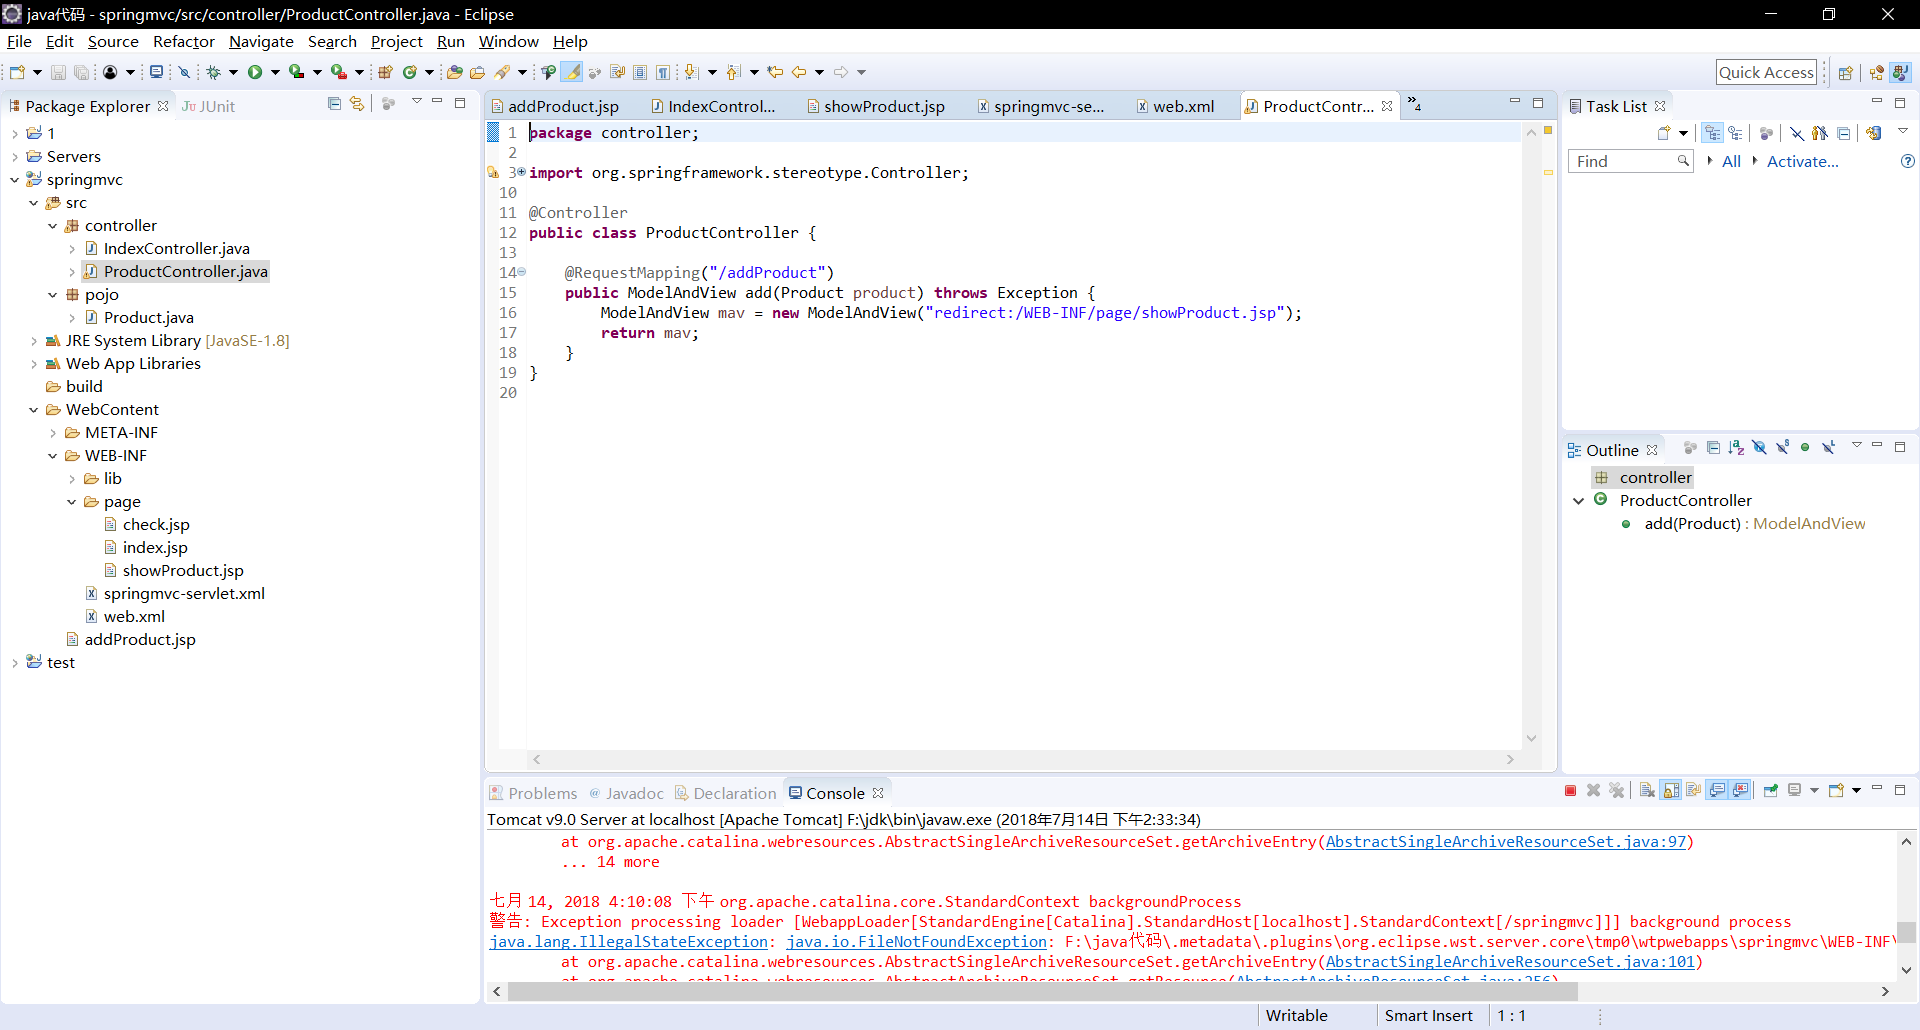 java代码 - springmvc/src/controller/ProductController.java - Eclipse
File Edit Source Refactor Navigate Search Project Run Window Help
Quick Access
Package Explorer
JUnit
1
Servers
springmvc
src
controller
IndexController.java
ProductController.java
pojo
Product.java
JRE System Library [JavaSE-1.8]
Web App Libraries
build
WebContent
META-INF
WEB-INF
lib
page
check.jsp
index.jsp
showProduct.jsp
springmvc-servlet.xml
web.xml
addProduct.jsp
test
addProduct.jsp IndexControl... showProduct.jsp springmvc-se... web.xml ProductContr... »4
1 package controller;
2
3 import org.springframework.stereotype.Controller;
10
11 @Controller
12 public class ProductController {
13
14 @RequestMapping("/addProduct")
15 public ModelAndView add(Product product) throws Exception {
16 ModelAndView mav = new ModelAndView("redirect:/WEB-INF/page/showProduct.jsp");
17 return mav;
18 }
19 }
20
Task List
Find All Activate...
Outline
controller
ProductController
add(Product) : ModelAndView
Problems @ Javadoc Declaration Console
Tomcat v9.0 Server at localhost [Apache Tomcat] F:\jdk\bin\javaw.exe (2018年7月14日 下午2:33:34)
at org.apache.catalina.webresources.AbstractSingleArchiveResourceSet.getArchiveEntry(AbstractSingleArchiveResourceSet.java:97)
... 14 more
七月 14, 2018 4:10:08 下午 org.apache.catalina.core.StandardContext backgroundProcess
警告: Exception processing loader [WebappLoader[StandardEngine[Catalina].StandardHost[localhost].StandardContext[/springmvc]]] background process
java.lang.IllegalStateException: java.io.FileNotFoundException: F:\java代码\.metadata\.plugins\org.eclipse.wst.server.core\tmp0\wtpwebapps\springmvc\WEB-INF\
at org.apache.catalina.webresources.AbstractSingleArchiveResourceSet.getArchiveEntry(AbstractSingleArchiveResourceSet.java:101)
at org.apache.catalina.webresources.AbstractArchiveResourceSet.getResource(AbstractArchiveResourceSet.java:256)
Writable Smart Insert 1 : 1